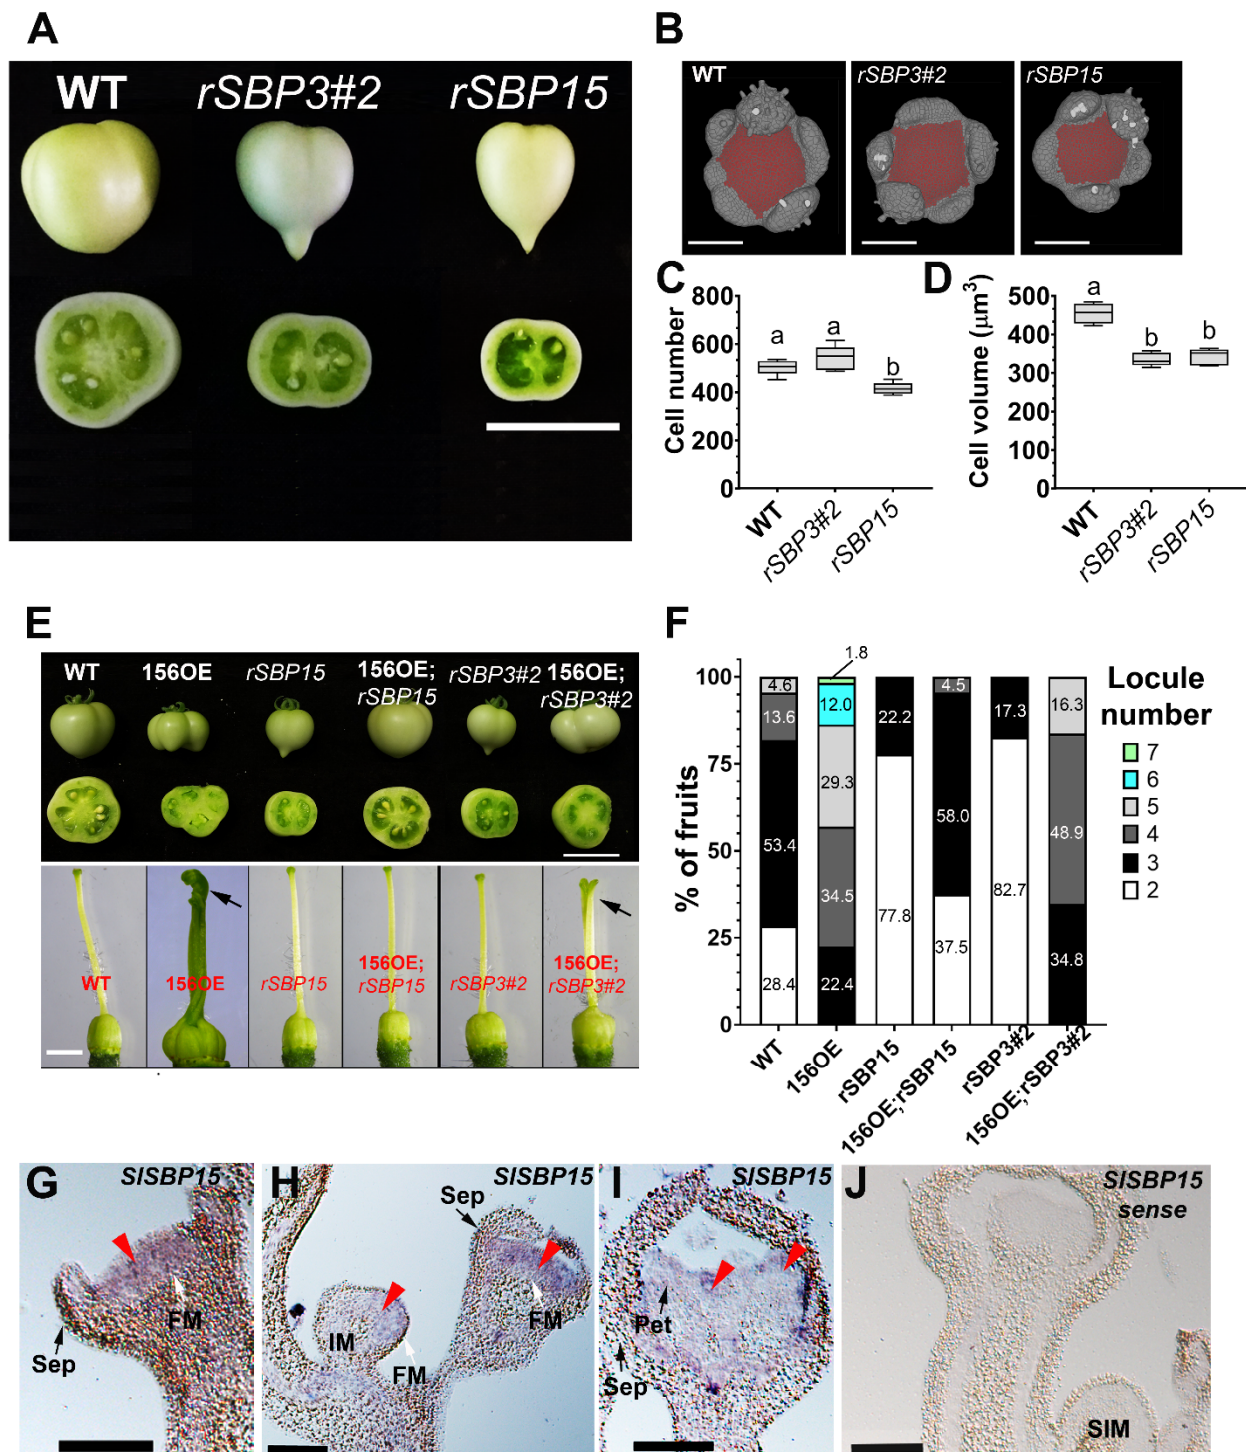 A
WT rSBP3#2 rSBP15
B
WT rSBP3#2 rSBP15
C
Cell number
800
600
400
200
0
a a b
WT rSBP3#2 rSBP15
D
Cell volume (μm³)
500
400
300
200
100
0
a b b
WT rSBP3#2 rSBP15
E
WT 156OE rSBP15 156OE; rSBP3#2 156OE;
rSBP15 rSBP3#2
WT 156OE rSBP15 156OE; rSBP3#2 156OE;
rSBP15 rSBP3#2
F
% of fruits
100
75
50
25
0
4.6
13.6
53.4
28.4
1.8
12.0
29.3
34.5
22.4
22.2
77.8
4.5
58.0
37.5
17.3
82.7
16.3
48.9
34.8
WT 156OE rSBP15 156OE;rSBP15 rSBP3#2 156OE;rSBP3#2
Locule
number
7
6
5
4
3
2
G
SlSBP15
FM
Sep
H
Sep
IM
FM
FM
I
SlSBP15
Pet
Sep
J
SlSBP15
sense
SIM